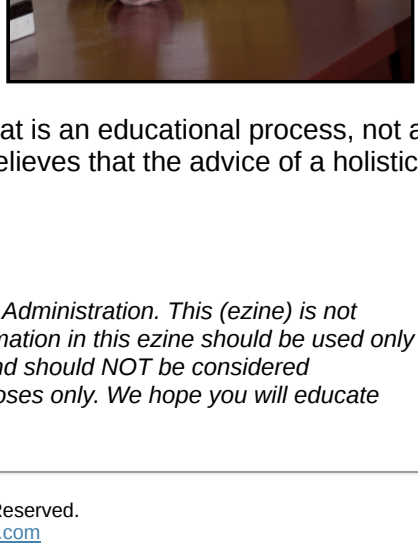 at is an educational process, not a
elieves that the advice of a holistic
Administration. This (ezine) is not
mation in this ezine should be used only
nd should NOT be considered
oses only. We hope you will educate
Reserved.
.com